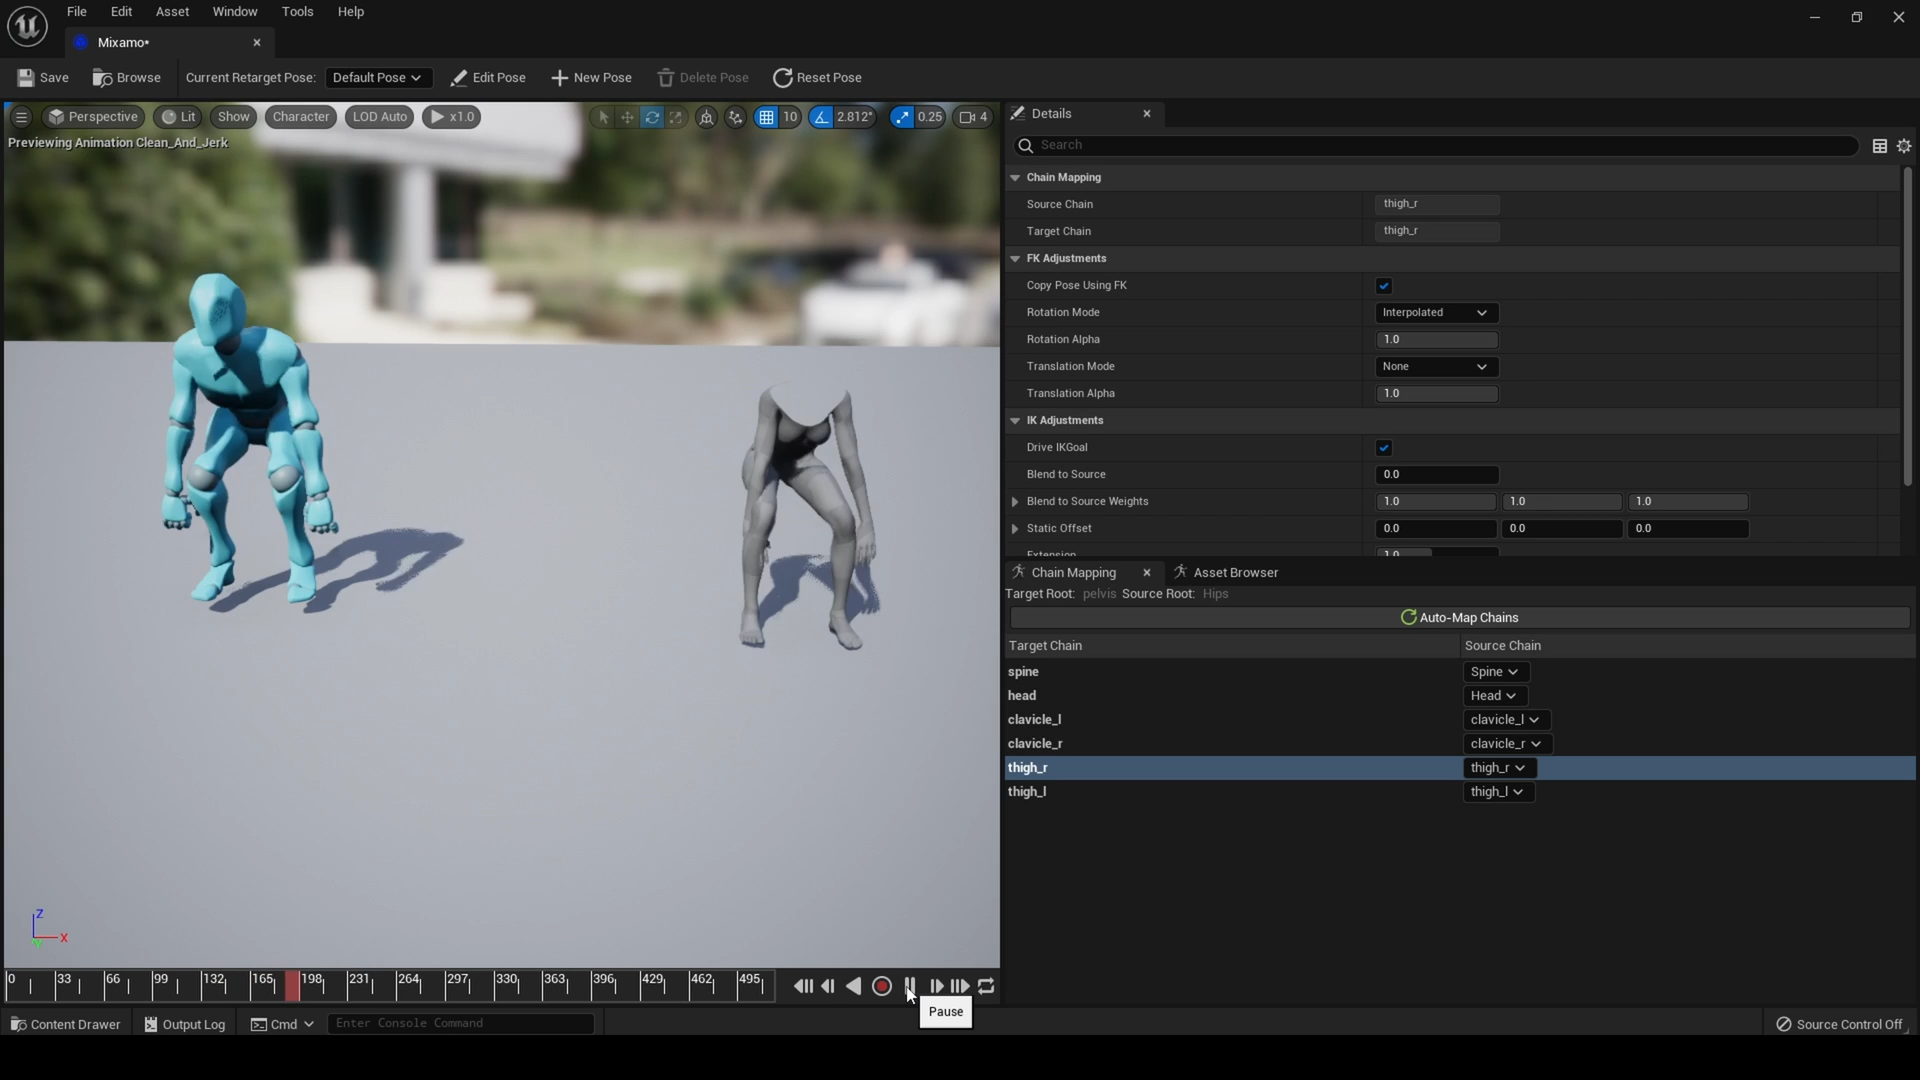 File Edit Asset Window Tools Help
Mixamo*
Save Browse Current Retarget Pose: Default Pose Edit Pose New Pose Delete Pose Reset Pose
Perspective Lit Show Character LOD Auto x1.0 10 2.812° 0.25 4
Previewing Animation Clean_And_Jerk
Details
Search
Chain Mapping
Source Chain thigh_r
Target Chain thigh_r
FK Adjustments
Copy Pose Using FK
Rotation Mode Interpolated
Rotation Alpha 1.0
Translation Mode None
Translation Alpha 1.0
IK Adjustments
Drive IKGoal
Blend to Source 0.0
Blend to Source Weights 1.0 1.0 1.0
Static Offset 0.0 0.0 0.0
Extension 1.0
Chain Mapping Asset Browser
Target Root: pelvis Source Root: Hips
Auto-Map Chains
Target Chain Source Chain
spine Spine
head Head
clavicle_l clavicle_l
clavicle_r clavicle_r
thigh_r thigh_r
thigh_l thigh_l
Z
X
Y
0 33 66 99 132 165 198 231 264 297 330 363 396 429 462 495
Pause
Content Drawer Output Log Cmd Enter Console Command Source Control Off